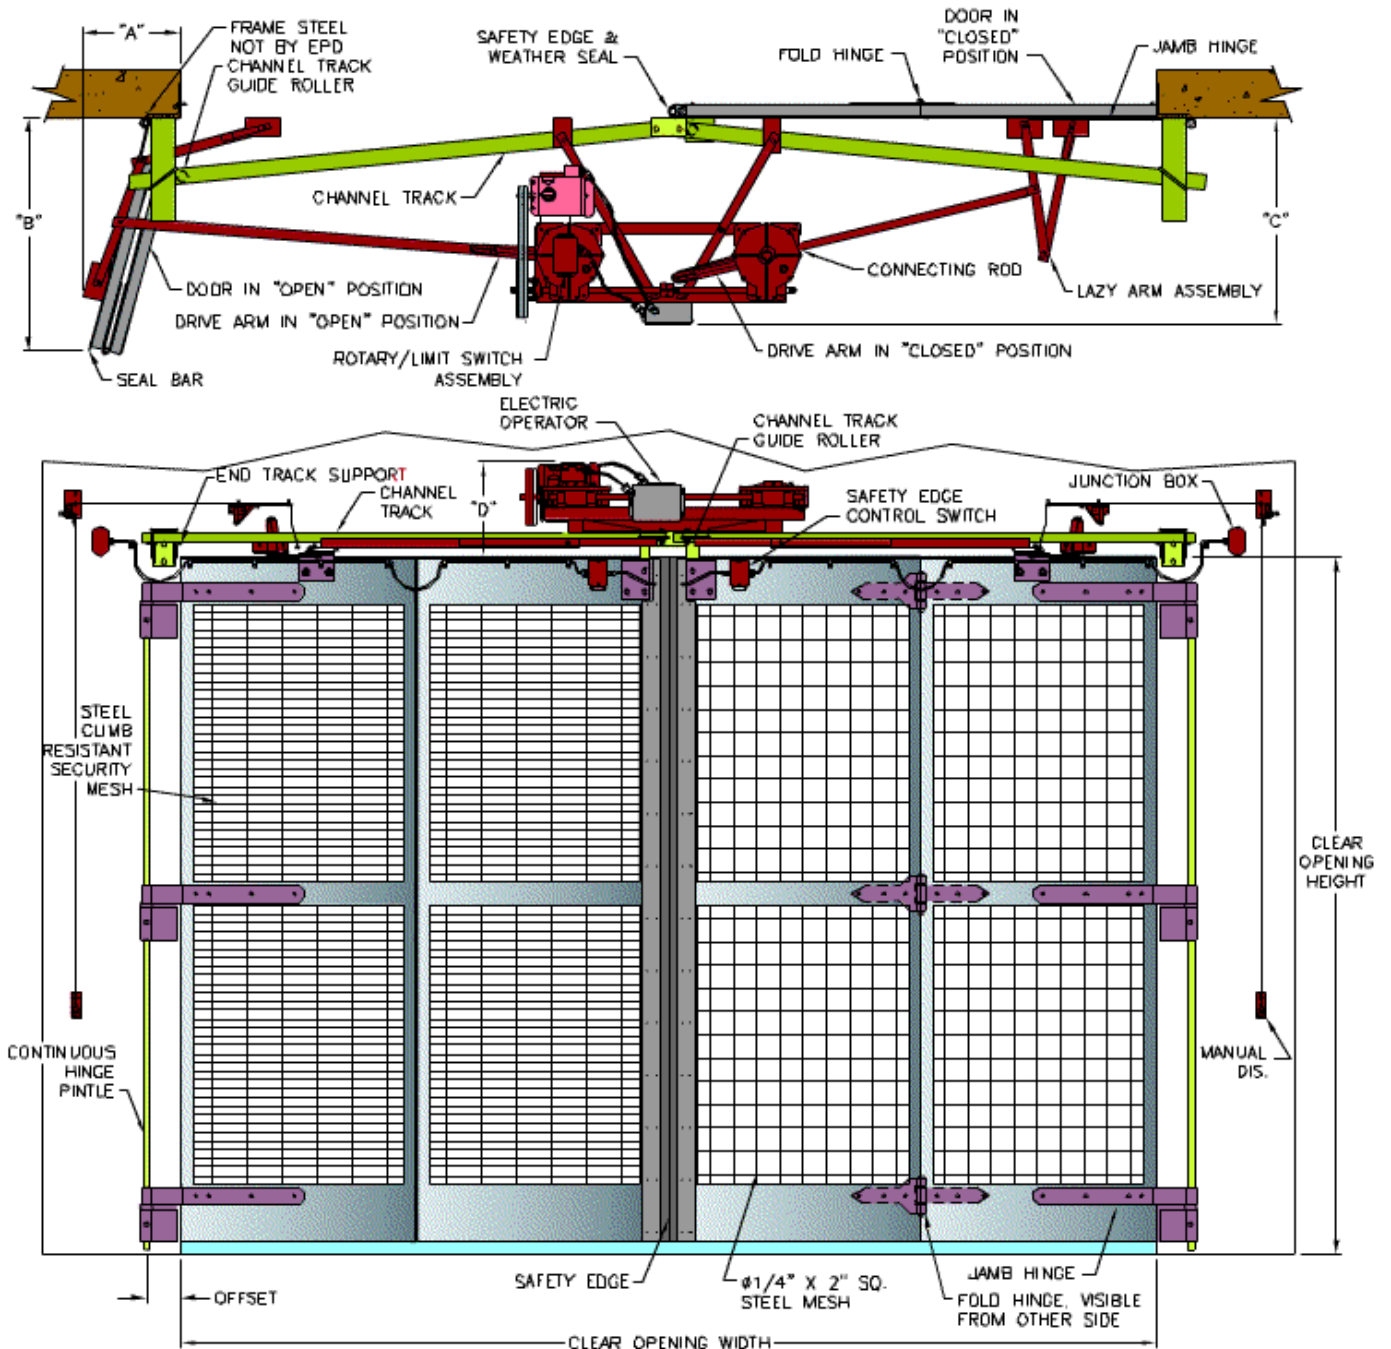 "A"
FRAME STEEL
NOT BY EPD
CHANNEL TRACK
GUIDE ROLLER
SAFETY EDGE &
WEATHER SEAL
FOLD HINGE
DOOR IN
"CLOSED"
POSITION
JAMB HINGE
"B"
CHANNEL TRACK
"C"
CONNECTING ROD
LAZY ARM ASSEMBLY
DOOR IN "OPEN" POSITION
DRIVE ARM IN "OPEN" POSITION
DRIVE ARM IN "CLOSED" POSITION
ROTARY/LIMIT SWITCH
ASSEMBLY
SEAL BAR
ELECTRIC
OPERATOR
CHANNEL TRACK
GUIDE ROLLER
END TRACK SUPPORT
CHANNEL
TRACK
"D"
SAFETY EDGE
CONTROL SWITCH
JUNCTION BOX
STEEL
CLIMB
RESISTANT
SECURITY
MESH
CLEAR
OPENING
HEIGHT
CONTINUOUS
HINGE
PINTLE
MANUAL
DIS.
OFFSET
SAFETY EDGE
ø1/4" X 2" SQ.
STEEL MESH
JAMB HINGE
FOLD HINGE, VISIBLE
FROM OTHER SIDE
CLEAR OPENING WIDTH